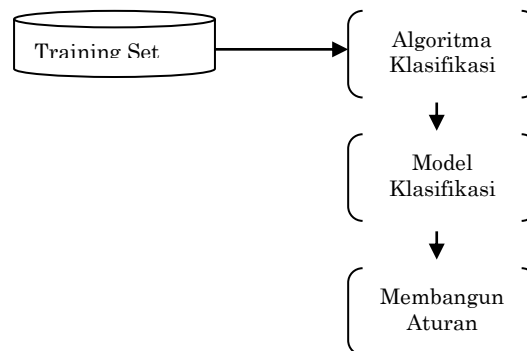 Training Set
Algoritma
Klasifikasi
Model
Klasifikasi
Membangun
Aturan